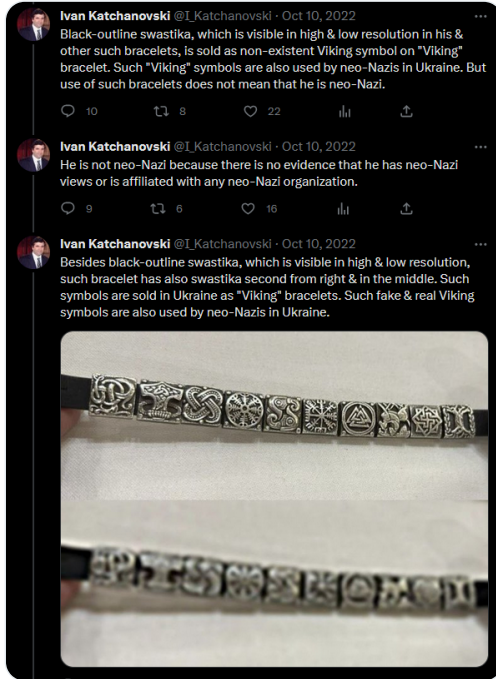 Ivan Katchanovski @I_Katchanovski · Oct 10, 2022
Black-outline swastika, which is visible in high & low resolution in his &
other such bracelets, is sold as non-existent Viking symbol on "Viking"
bracelet. Such "Viking" symbols are also used by neo-Nazis in Ukraine. But
use of such bracelets does not mean that he is neo-Nazi.
10 8 22
Ivan Katchanovski @I_Katchanovski · Oct 10, 2022
He is not neo-Nazi because there is no evidence that he has neo-Nazi
views or is affiliated with any neo-Nazi organization.
9 6 16
Ivan Katchanovski @I_Katchanovski · Oct 10, 2022
Besides black-outline swastika, which is visible in high & low resolution,
such bracelet has also swastika second from right & in the middle. Such
symbols are sold in Ukraine as "Viking" bracelets. Such fake & real Viking
symbols are also used by neo-Nazis in Ukraine.